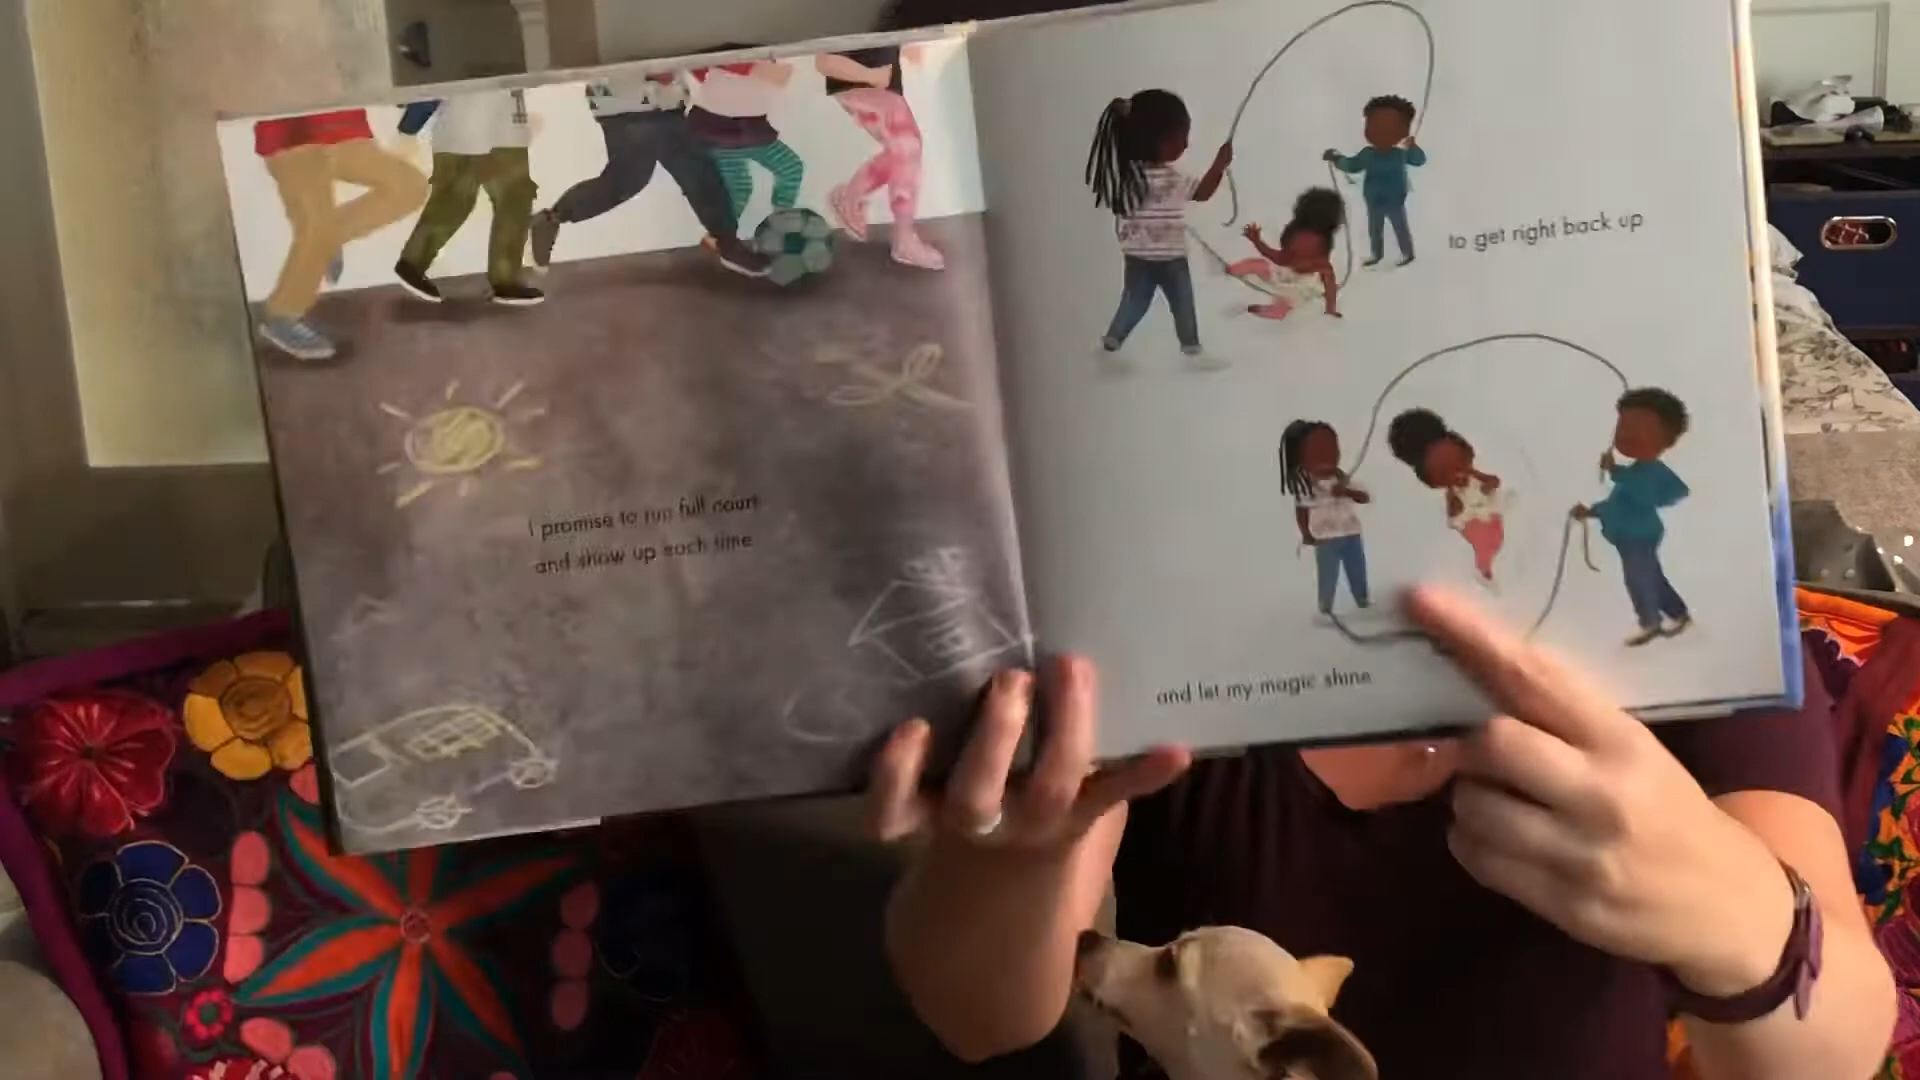 I promise to run full court
and show up each time
to get right back up
and let my magic shine